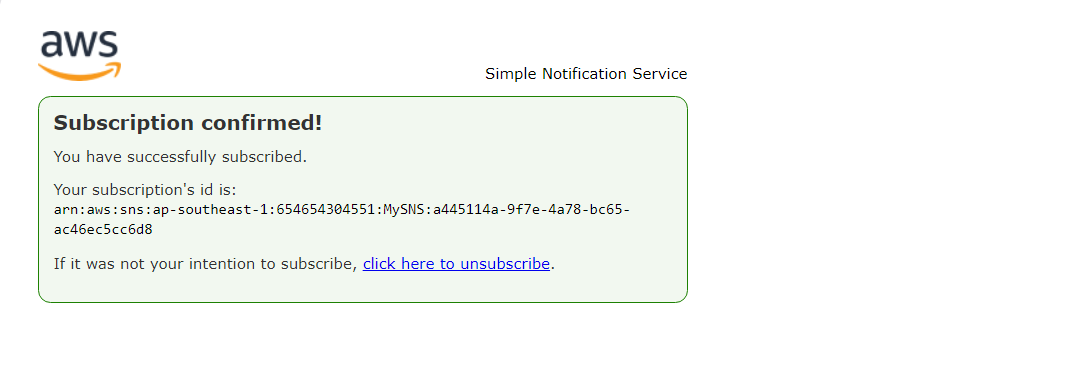 aws
Simple Notification Service
Subscription confirmed!
You have successfully subscribed.
Your subscription's id is:
arn:aws:sns:ap-southeast-1:654654304551:MySNS:a445114a-9f7e-4a78-bc65-
ac46ec5cc6d8
If it was not your intention to subscribe, click here to unsubscribe.